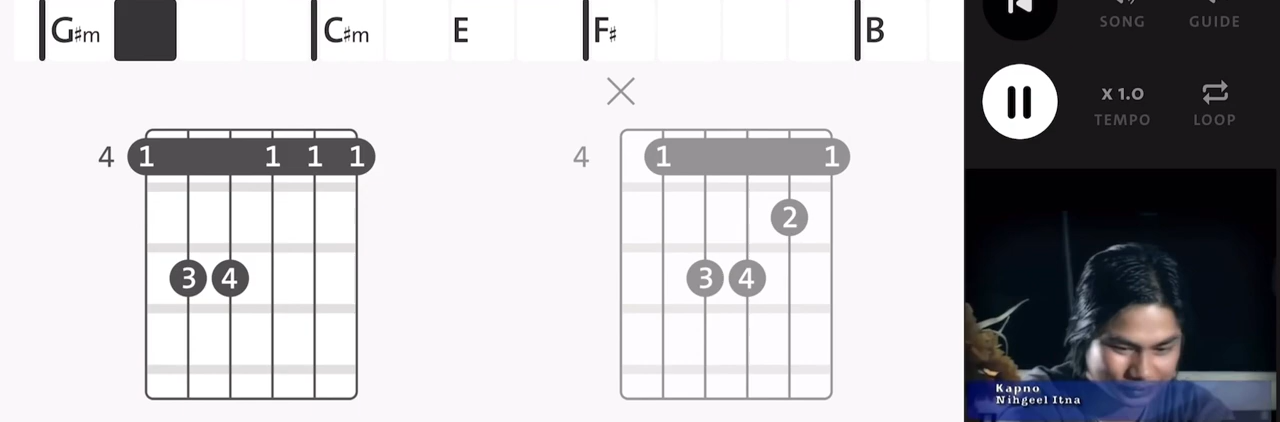 G♯m C♯m E F♯ B
SONG GUIDE
X 1.0
TEMPO LOOP
4 1 1 1 1
3 4
4 1 1
2
3 4
Kapno
Nihgeel Itna